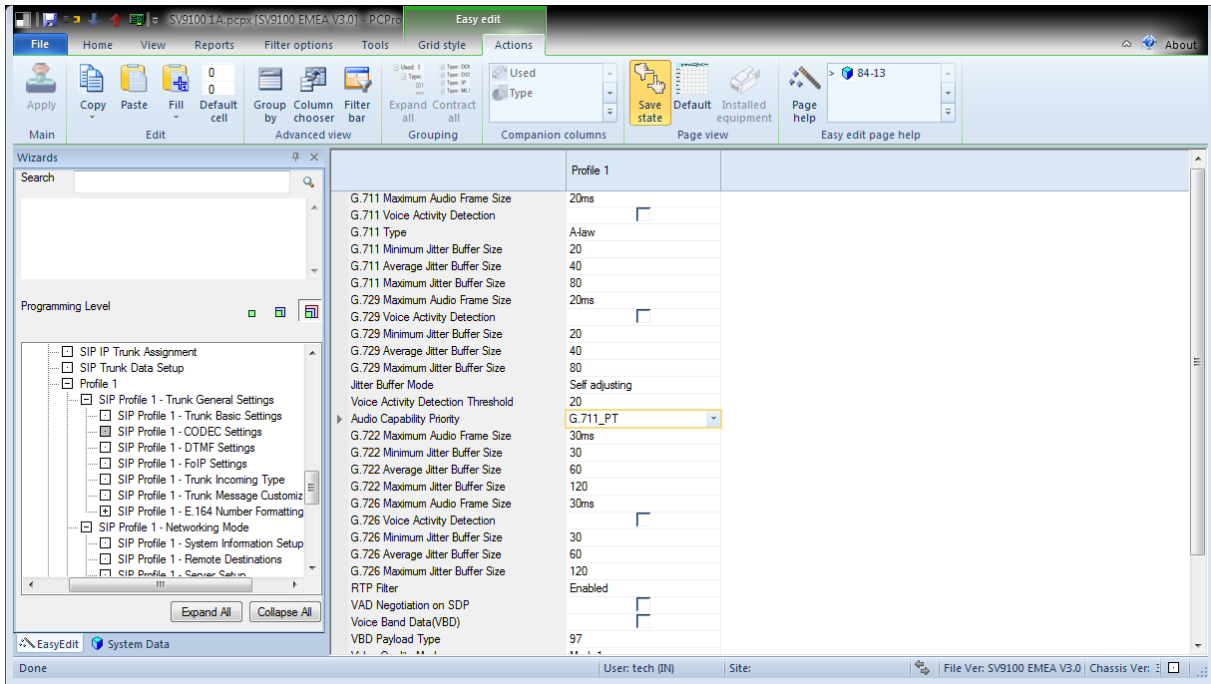 SV9100 1A.pcpx [SV9100 EMEA V3.0] - PCPro
Easy edit
File Home View Reports Filter options Tools Grid style Actions About
Apply Copy Paste Fill Default cell Group by Column chooser Filter bar Expand all Contract all Used Type Save state Default Installed equipment Page help > 84-13
0
0
Main Edit Advanced view Grouping Companion columns Page view Easy edit page help
Wizards
Search
Programming Level
SIP IP Trunk Assignment
SIP Trunk Data Setup
Profile 1
SIP Profile 1 - Trunk General Settings
SIP Profile 1 - Trunk Basic Settings
SIP Profile 1 - CODEC Settings
SIP Profile 1 - DTMF Settings
SIP Profile 1 - FoIP Settings
SIP Profile 1 - Trunk Incoming Type
SIP Profile 1 - Trunk Message Customiz
SIP Profile 1 - E.164 Number Formatting
SIP Profile 1 - Networking Mode
SIP Profile 1 - System Information Setup
SIP Profile 1 - Remote Destinations
SIP Profile 1 - Server Setup
Expand All Collapse All
EasyEdit System Data
Profile 1
G.711 Maximum Audio Frame Size 20ms
G.711 Voice Activity Detection
G.711 Type A-law
G.711 Minimum Jitter Buffer Size 20
G.711 Average Jitter Buffer Size 40
G.711 Maximum Jitter Buffer Size 80
G.729 Maximum Audio Frame Size 20ms
G.729 Voice Activity Detection
G.729 Minimum Jitter Buffer Size 20
G.729 Average Jitter Buffer Size 40
G.729 Maximum Jitter Buffer Size 80
Jitter Buffer Mode Self adjusting
Voice Activity Detection Threshold 20
Audio Capability Priority G.711_PT
G.722 Maximum Audio Frame Size 30ms
G.722 Minimum Jitter Buffer Size 30
G.722 Average Jitter Buffer Size 60
G.722 Maximum Jitter Buffer Size 120
G.726 Maximum Audio Frame Size 30ms
G.726 Voice Activity Detection
G.726 Minimum Jitter Buffer Size 30
G.726 Average Jitter Buffer Size 60
G.726 Maximum Jitter Buffer Size 120
RTP Filter Enabled
VAD Negotiation on SDP
Voice Band Data(VBD)
VBD Payload Type 97
Done User: tech (IN) Site: File Ver: SV9100 EMEA V3.0 Chassis Ver: